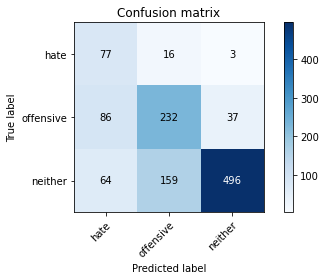 Confusion matrix
hate 77 16 3
400
offensive 86 232 37
300
200
neither 64 159 496
100
hate offensive neither
True label
Predicted label